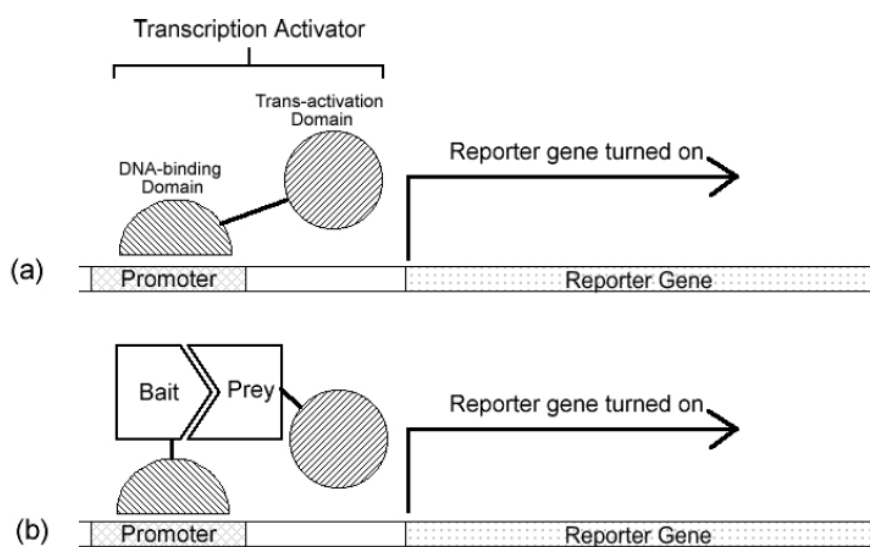 Transcription Activator
Trans-activation
Domain
DNA-binding
Domain
Reporter gene turned on
(a)
Promoter
Reporter Gene
Bait
Prey
Reporter gene turned on
(b)
Promoter
Reporter Gene